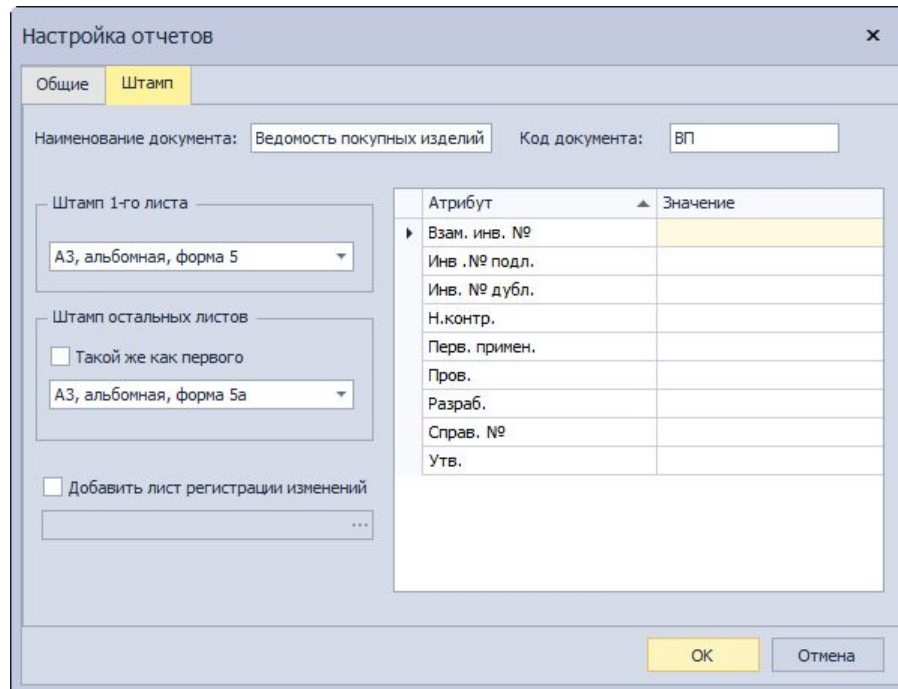 Настройка отчетов
Общие Штамп
Наименование документа: Ведомость покупных изделий Код документа: ВП
Штамп 1-го листа
А3, альбомная, форма 5
Штамп остальных листов
Такой же как первого
А3, альбомная, форма 5а
Добавить лист регистрации изменений
...
Атрибут Значение
Взам. инв. №
Инв .№ подл.
Инв. № дубл.
Н.контр.
Перв. примен.
Пров.
Разраб.
Справ. №
Утв.
ОК Отмена